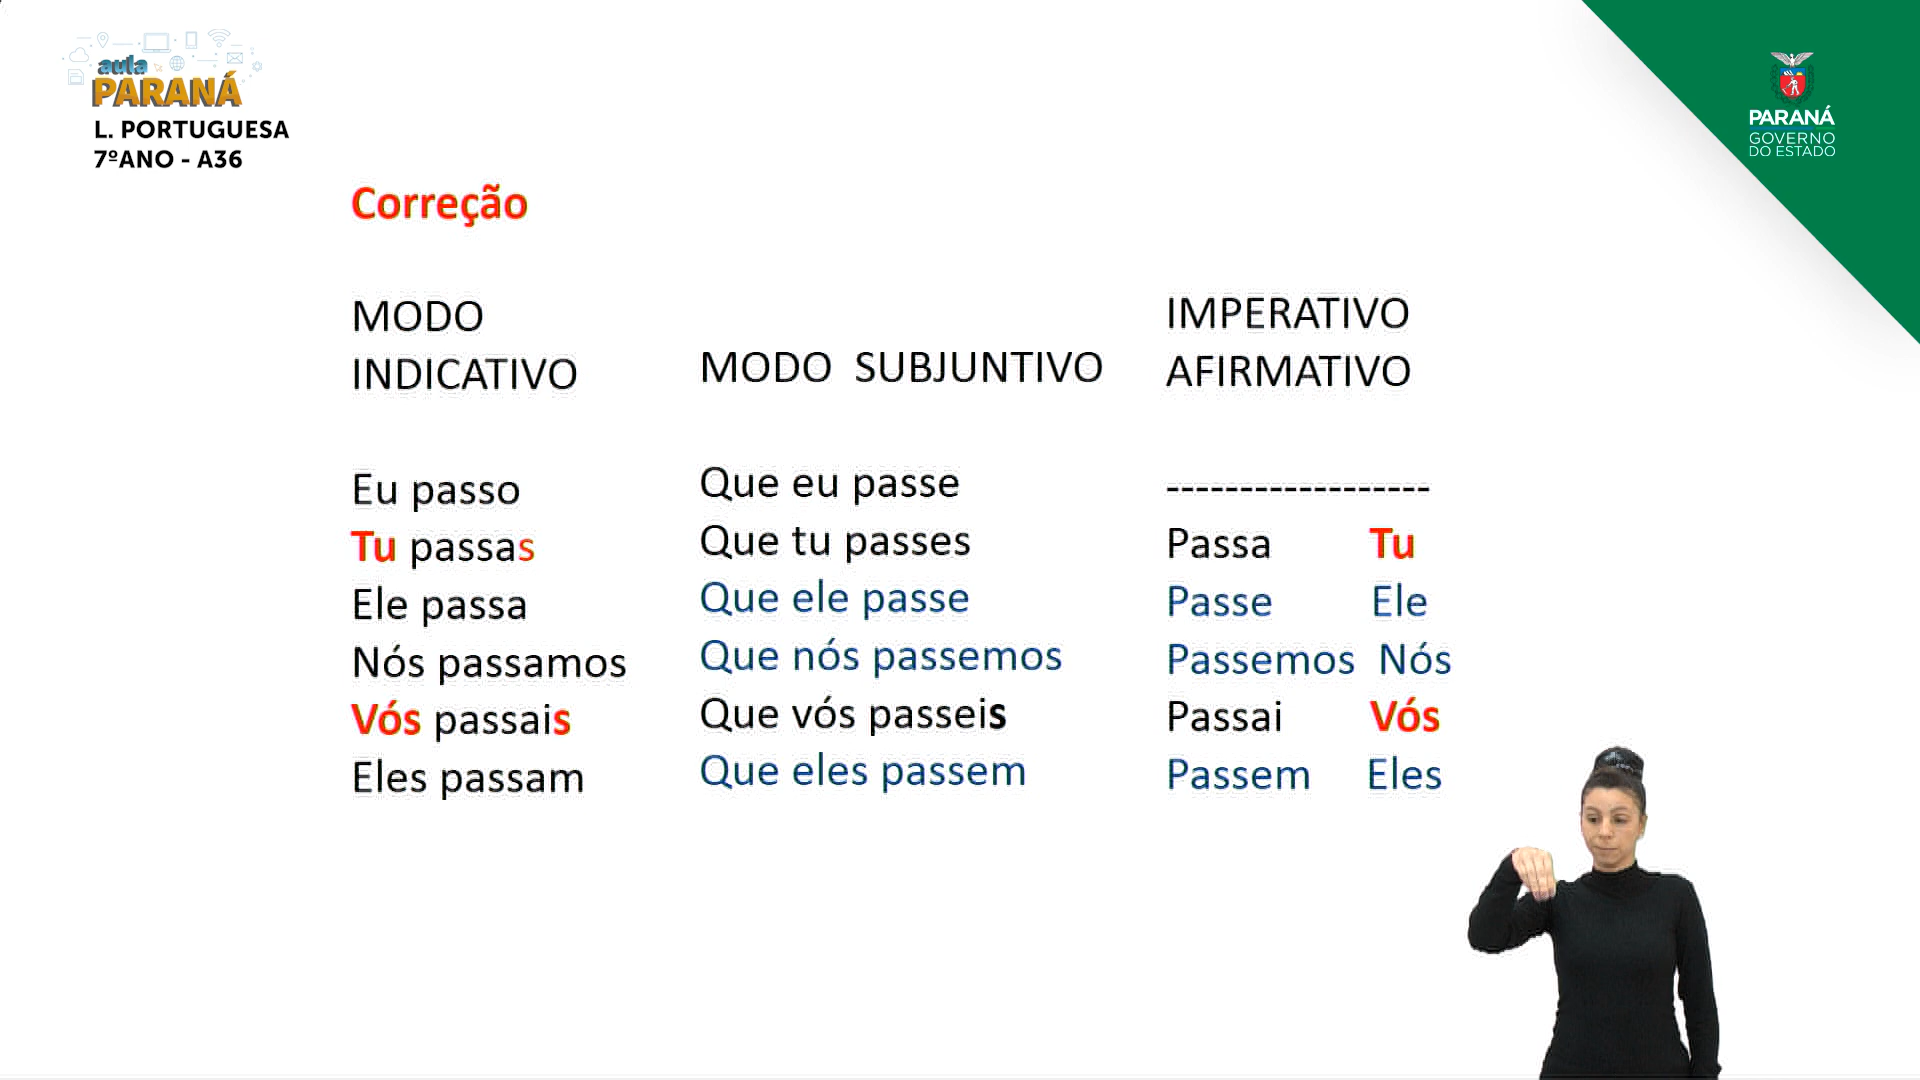 aula
PARANÁ
L. PORTUGUESA
7ºANO - A36
PARANÁ
GOVERNO
DO ESTADO
Correção
MODO
INDICATIVO
Eu passo
Tu passas
Ele passa
Nós passamos
Vós passais
Eles passam
MODO SUBJUNTIVO
Que eu passe
Que tu passes
Que ele passe
Que nós passemos
Que vós passeis
Que eles passem
IMPERATIVO
AFIRMATIVO
------------------
Passa Tu
Passe Ele
Passemos Nós
Passai Vós
Passem Eles